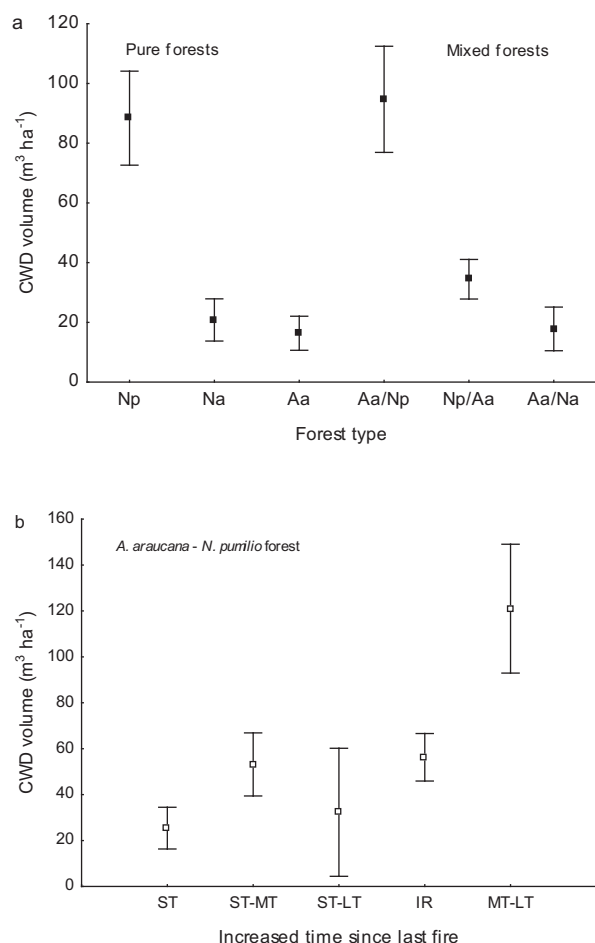 a
Pure forests Mixed forests
CWD volume (m³ ha⁻¹)
120
100
80
60
40
20
0
Np Na Aa Aa/Np Np/Aa Aa/Na
Forest type
b
A. araucana - N. pumilio forest
CWD volume (m³ ha⁻¹)
160
140
120
100
80
60
40
20
0
ST ST-MT ST-LT IR MT-LT
Increased time since last fire